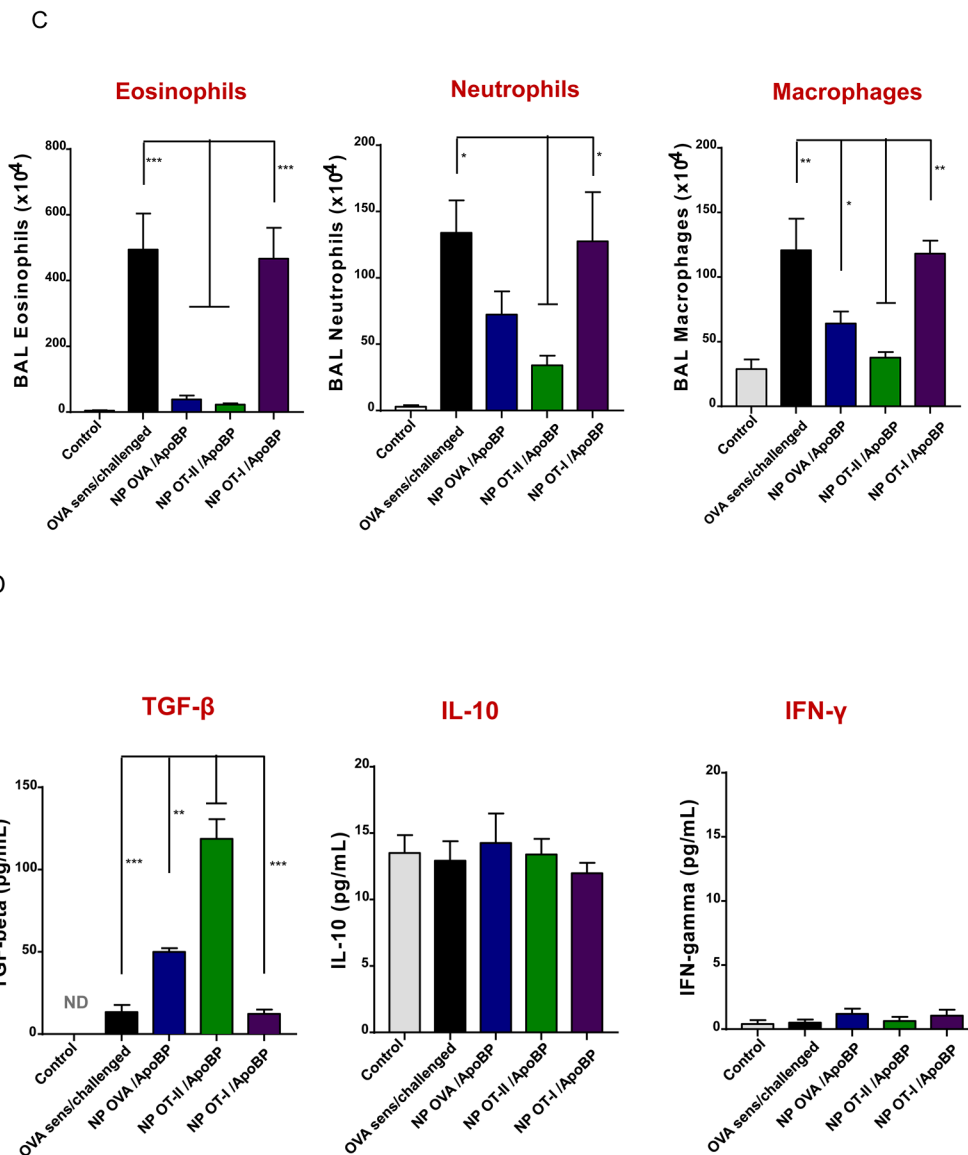 C
Eosinophils
Neutrophils
Macrophages
BAL Eosinophils (x10⁴)
800
600
400
200
0
***
***
Control
OVA sens/challenged
NP OVA /ApoBP
NP OT-II /ApoBP
NP OT-I /ApoBP
BAL Neutrophils (x10⁴)
200
150
100
50
0
*
*
Control
OVA sens/challenged
NP OVA /ApoBP
NP OT-II /ApoBP
NP OT-I /ApoBP
BAL Macrophages (x10⁴)
200
150
100
50
0
**
*
**
Control
OVA sens/challenged
NP OVA /ApoBP
NP OT-II /ApoBP
NP OT-I /ApoBP
TGF-β
IL-10
IFN-γ
TGF-beta (pg/mL)
150
100
50
0
ND
***
**
***
Control
OVA sens/challenged
NP OVA /ApoBP
NP OT-II /ApoBP
NP OT-I /ApoBP
IL-10 (pg/mL)
20
15
10
5
0
Control
OVA sens/challenged
NP OVA /ApoBP
NP OT-II /ApoBP
NP OT-I /ApoBP
IFN-gamma (pg/mL)
20
15
10
5
0
Control
OVA sens/challenged
NP OVA /ApoBP
NP OT-II /ApoBP
NP OT-I /ApoBP